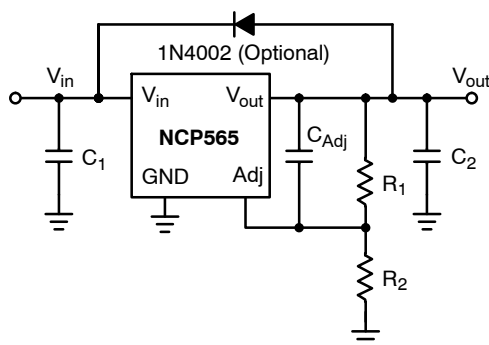 1N4002 (Optional)
Vin
Vout
Vin
Vout
NCP565
CAdj
C1
C2
GND
Adj
R1
R2